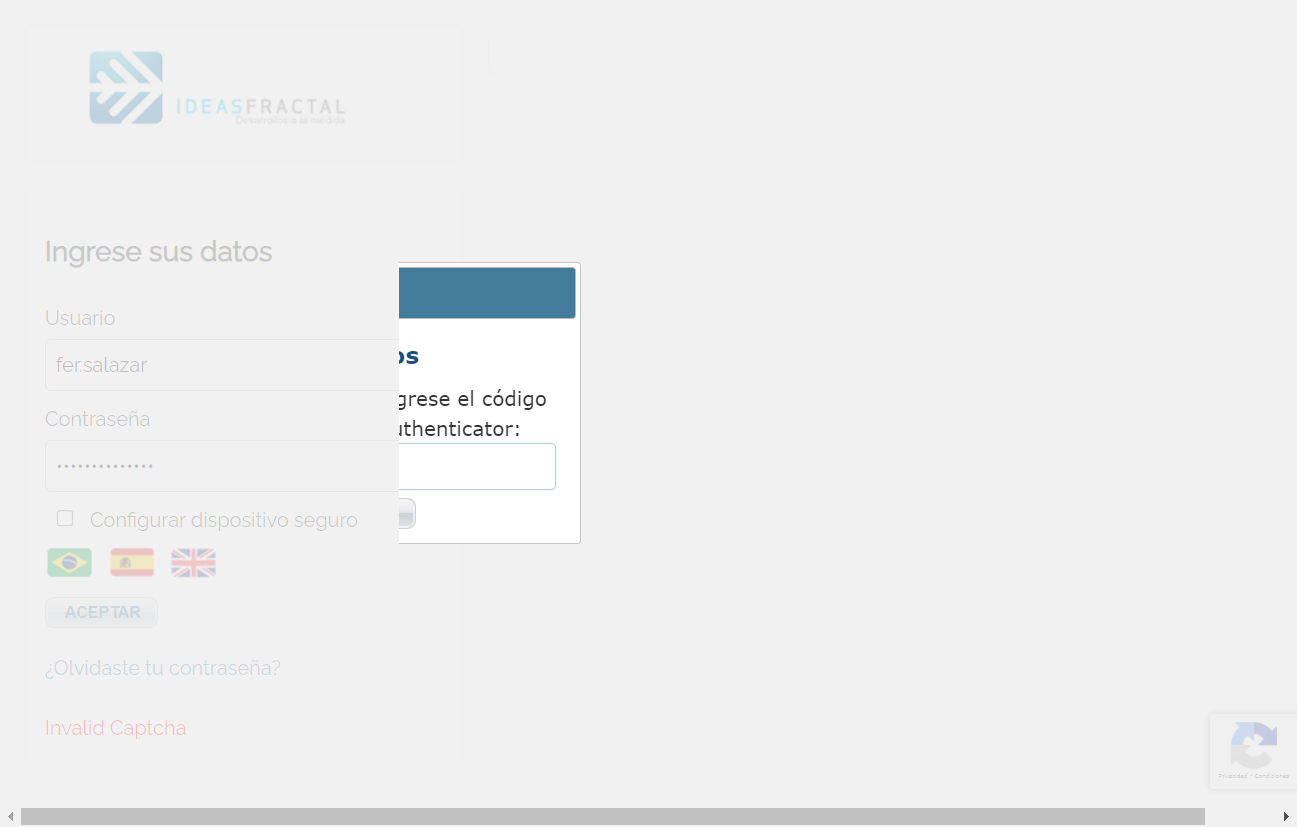 IDEASFRACTAL
Desarrollos a la medida
Ingrese sus datos
Usuario
fer.salazar
Contraseña
••••••••••••••
Configurar dispositivo seguro
ACEPTAR
¿Olvidaste tu contraseña?
Invalid Captcha
os
grese el código
uthenticator:
Privacidad - Condiciones